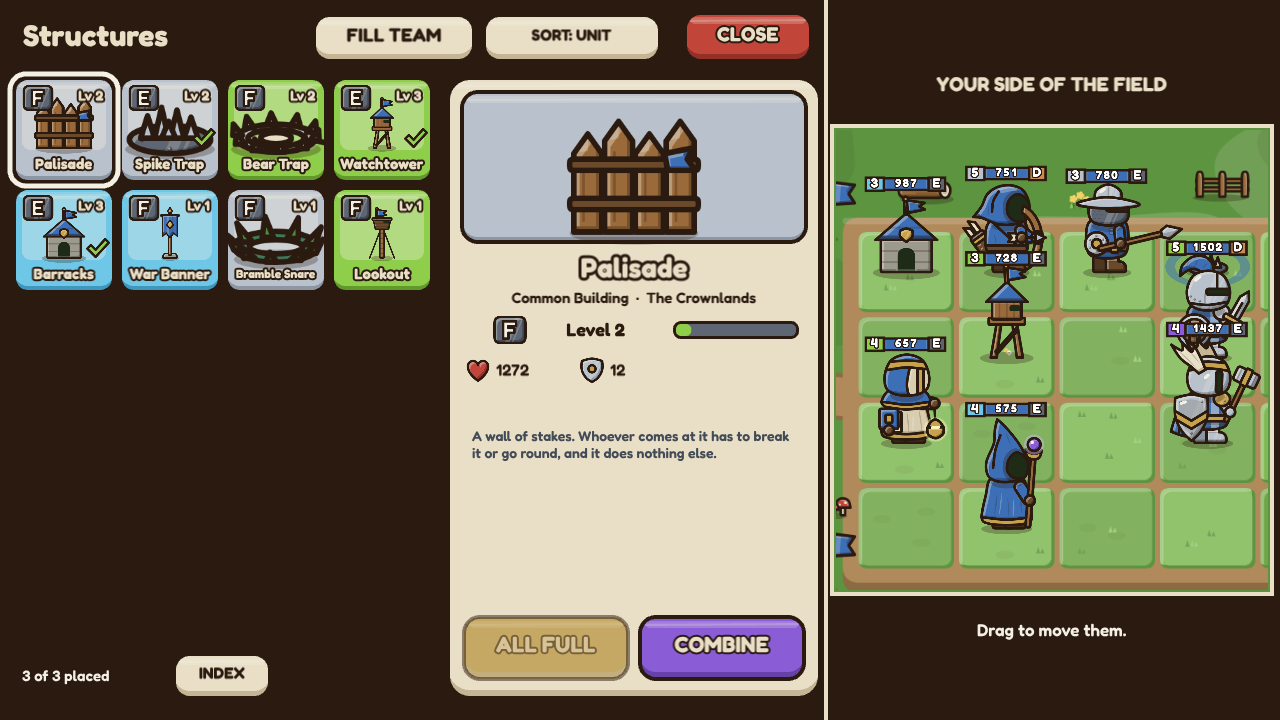 Structures
FILL TEAM
SORT: UNIT
CLOSE
F Lv 2
Palisade
E Lv 2
Spike Trap
F Lv 2
Bear Trap
E Lv 3
Watchtower
E Lv 3
Barracks
F Lv 1
War Banner
F Lv 1
Bramble Snare
F Lv 1
Lookout
Palisade
Common Building · The Crownlands
F Level 2
1272 12
A wall of stakes. Whoever comes at it has to break
it or go round, and it does nothing else.
ALL FULL
COMBINE
3 of 3 placed
INDEX
YOUR SIDE OF THE FIELD
3 987 E
5 751 D
3 780 E
5 1502 D
3 728 E
4 1437 E
4 657 E
4 575 E
Drag to move them.